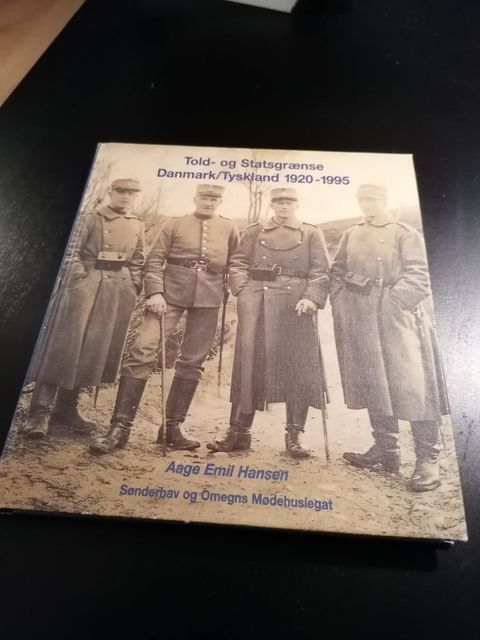 Told- og Statsgrænse
Danmark/Tyskland 1920-1995
Aage Emil Hansen
Sønderhav og Omegns Mødehuslegat